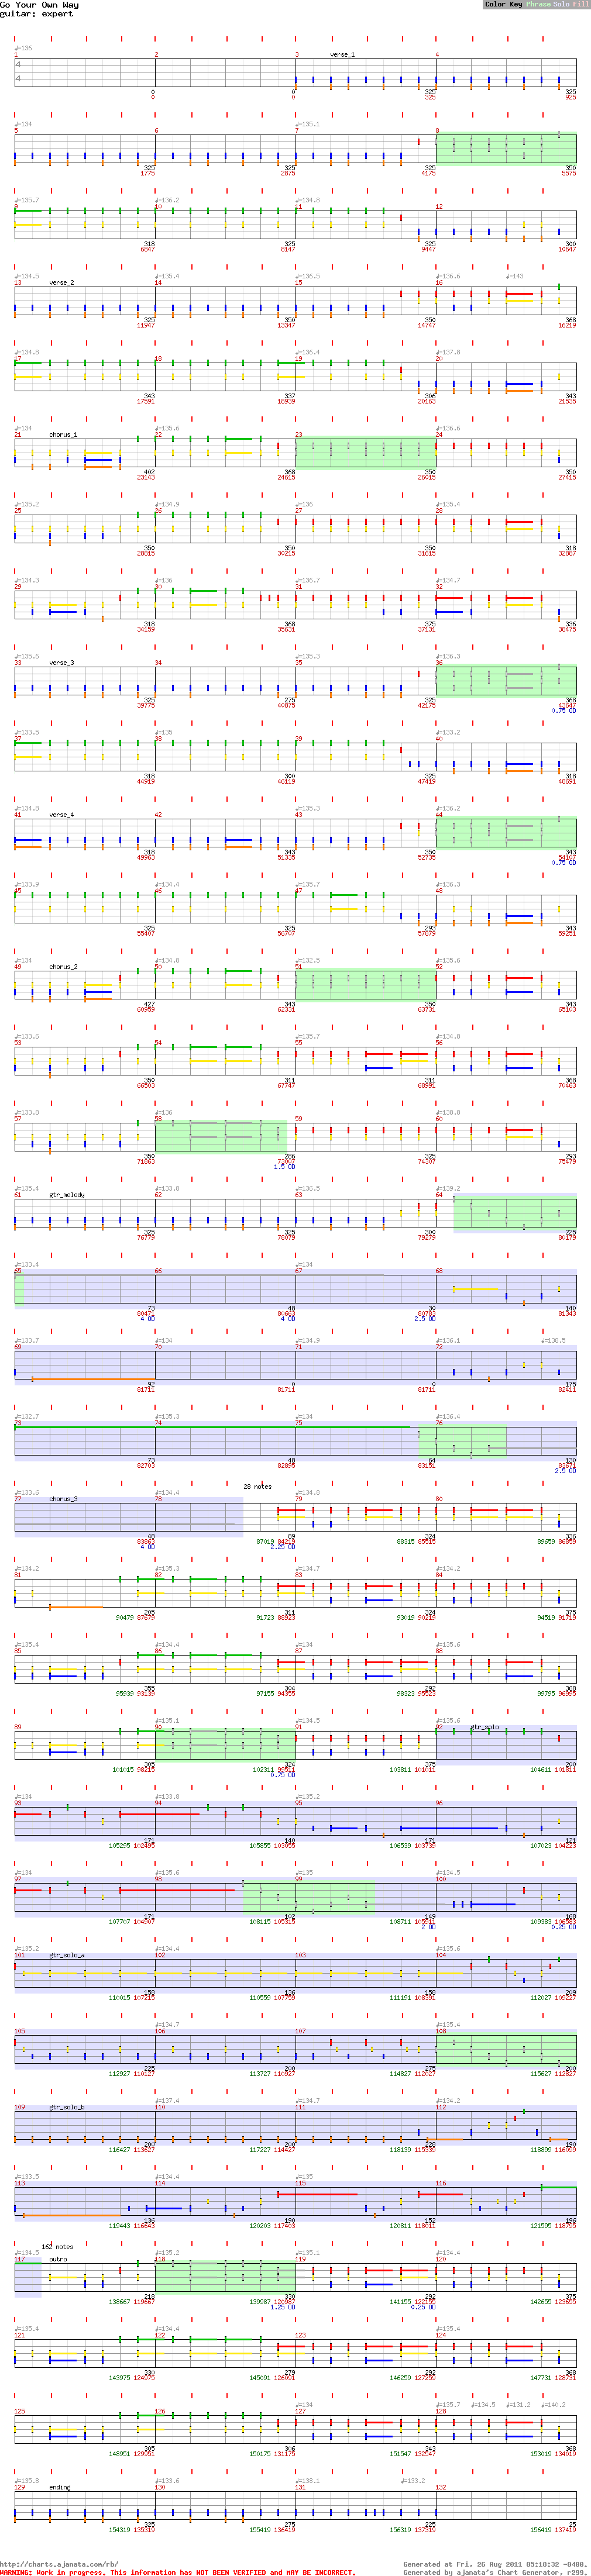 Go Your Own Way
guitar: expert
Color Key Phrase Solo Fill
♩=136
1 2 3 verse_1 4
0 0 325 325
0 0 325 925
♩=134 ♩=135.1
5 6 7 8
325 325 325 350
1775 2875 4175 5575
♩=135.7 ♩=136.2 ♩=134.8
9 10 11 12
318 325 325 300
6847 8147 9447 10647
♩=134.5 ♩=135.4 ♩=136.5 ♩=136.6 ♩=143
13 verse_2 14 15 16
325 350 350 368
11947 13347 14747 16219
♩=134.8 ♩=136.4 ♩=137.8
17 18 19 20
343 337 306 343
17591 18939 20163 21535
♩=134 ♩=135.6 ♩=136.6
21 chorus_1 22 23 24
402 368 350 350
23143 24615 26015 27415
♩=135.2 ♩=134.9 ♩=136 ♩=135.4
25 26 27 28
350 350 350 318
28815 30215 31615 32887
♩=134.3 ♩=136 ♩=136.7 ♩=134.7
29 30 31 32
318 368 375 336
34159 35631 37131 38475
♩=135.6 ♩=135.3 ♩=136.3
33 verse_3 34 35 36
325 275 325 368
39775 40875 42175 43647
0.75 OD
♩=133.5 ♩=135 ♩=133.2
37 38 39 40
318 300 325 318
44919 46119 47419 48691
♩=134.8 ♩=135.3 ♩=136.2
41 verse_4 42 43 44
318 343 350 343
49963 51335 52735 54107
0.75 OD
♩=133.9 ♩=134.4 ♩=135.7 ♩=136.3
45 46 47 48
325 325 293 343
55407 56707 57879 59251
♩=134 ♩=134.8 ♩=132.5 ♩=135.6
49 chorus_2 50 51 52
427 343 350 343
60959 62331 63731 65103
♩=133.6 ♩=135.7 ♩=134.8
53 54 55 56
350 311 311 368
66503 67747 68991 70463
♩=133.8 ♩=136 ♩=138.8
57 58 59 60
350 286 325 293
71863 73007 74307 75479
1.5 OD
♩=135.4 ♩=133.8 ♩=136.5 ♩=139.2
61 gtr_melody 62 63 64
325 325 300 225
76779 78079 79279 80179
♩=133.4 ♩=134
65 66 67 68
73 48 30 140
80471 80663 80783 81343
4 OD 4 OD 2.5 OD
♩=133.7 ♩=134 ♩=134.9 ♩=136.1 ♩=138.5
69 70 71 72
92 0 0 175
81711 81711 81711 82411
♩=132.7 ♩=135.3 ♩=134 ♩=136.4
73 74 75 76
73 48 64 130
82703 82895 83151 83671
2.5 OD
♩=133.6 ♩=134.4 28 notes ♩=134.8
77 chorus_3 78 79 80
48 89 324 336
83863 87019 84219 88315 85515 89659 86859
4 OD 2.25 OD
♩=134.2 ♩=135.3 ♩=134.7 ♩=134.2
81 82 83 84
205 311 324 375
90479 87679 91723 88923 93019 90219 94519 91719
♩=135.4 ♩=134.4 ♩=134 ♩=135.6
85 86 87 88
355 304 292 368
95939 93139 97155 94355 98323 95523 99795 96995
♩=135.1 ♩=134.5 ♩=135.6
89 90 91 92 gtr_solo
305 324 375 200
101015 98215 102311 99511 103811 101011 104611 101811
0.75 OD
♩=134 ♩=133.8 ♩=135.2
93 94 95 96
171 140 171 121
105295 102495 105855 103055 106539 103739 107023 104223
♩=134 ♩=135.6 ♩=135 ♩=134.5
97 98 99 100
171 102 149 168
107707 104907 108115 105315 108711 105911 109383 106583
2 OD 0.25 OD
♩=135.2 ♩=134.4 ♩=135.6
101 gtr_solo_a 102 103 104
158 136 158 209
110015 107215 110559 107759 111191 108391 112027 109227
♩=134.7 ♩=135.4
105 106 107 108
225 200 275 200
112927 110127 113727 110927 114827 112027 115627 112827
♩=137.4 ♩=134.7 ♩=134.2
109 gtr_solo_b 110 111 112
200 200 228 190
116427 113627 117227 114427 118139 115339 118899 116099
♩=133.5 ♩=134.4 ♩=135
113 114 115 116
136 190 152 196
119443 116643 120203 117403 120811 118011 121595 118795
♩=134.5 162 notes ♩=135.2 ♩=135.1 ♩=134.4
117 outro 118 119 120
218 330 292 375
138667 119667 139987 120987 141155 122155 142655 123655
1.25 OD 0.25 OD
♩=135.4 ♩=134.4 ♩=135.4
121 122 123 124
330 279 292 368
143975 124975 145091 126091 146259 127259 147731 128731
♩=134 ♩=135.7 ♩=134.5 ♩=131.2 ♩=140.2
125 126 127 128
305 306 343 368
148951 129951 150175 131175 151547 132547 153019 134019
♩=135.8 ♩=133.6 ♩=138.1 ♩=133.2
129 ending 130 131 132
325 275 325 25
154319 135319 155419 136419 156319 137319 156419 137419
http://charts.ajanata.com/rb/
Generated at Fri, 26 Aug 2011 05:18:32 -0400.
WARNING: Work in progress. This information has NOT BEEN VERIFIED and MAY BE INCORRECT.
Generated by ajanata's Chart Generator, r299.